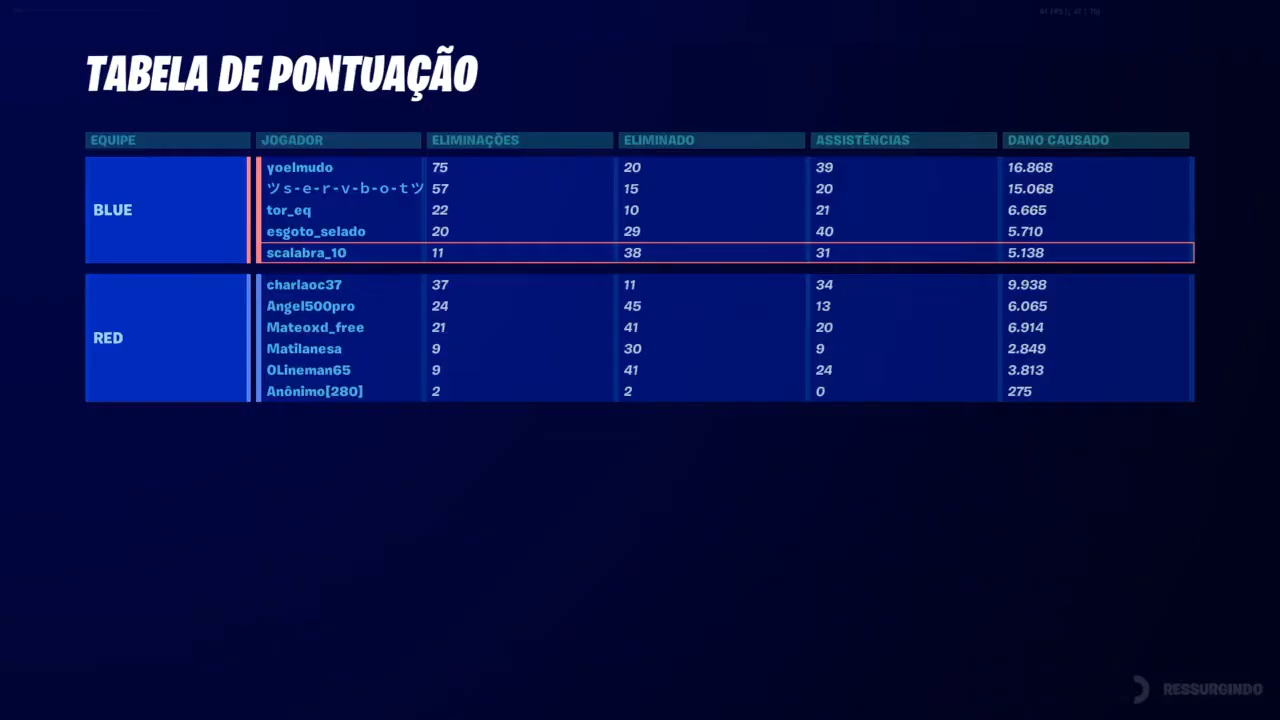 TABELA DE PONTUAÇÃO
EQUIPE JOGADOR ELIMINAÇÕES ELIMINADO ASSISTÊNCIAS DANO CAUSADO
BLUE
yoelmudo 75 20 39 16.868
ツs-e-r-v-b-o-tツ 57 15 20 15.068
tor_eq 22 10 21 6.665
esgoto_selado 20 29 40 5.710
scalabra_10 11 38 31 5.138
RED
charlaoc37 37 11 34 9.938
Angel500pro 24 45 13 6.065
Mateoxd_free 21 41 20 6.914
Matilanesa 9 30 9 2.849
OLineman65 9 41 24 3.813
Anônimo[280] 2 2 0 275
RESSURGINDO